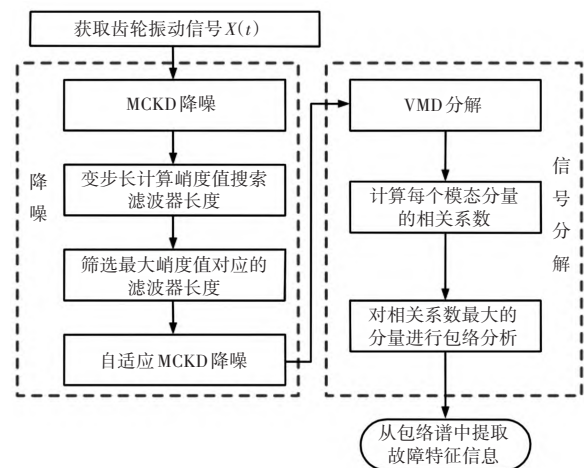 获取齿轮振动信号X(t)
降噪
MCKD降噪
变步长计算峭度值搜索
滤波器长度
筛选最大峭度值对应的
滤波器长度
自适应MCKD降噪
信号分解
VMD分解
计算每个模态分量
的相关系数
对相关系数最大的
分量进行包络分析
从包络谱中提取
故障特征信息